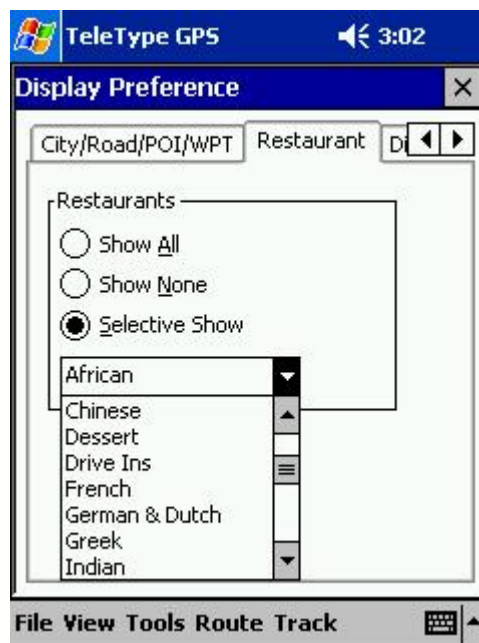 TeleType GPS 3:02
Display Preference
City/Road/POI/WPT Restaurant Di
Restaurants
Show All
Show None
Selective Show
African
Chinese
Dessert
Drive Ins
French
German & Dutch
Greek
Indian
File View Tools Route Track